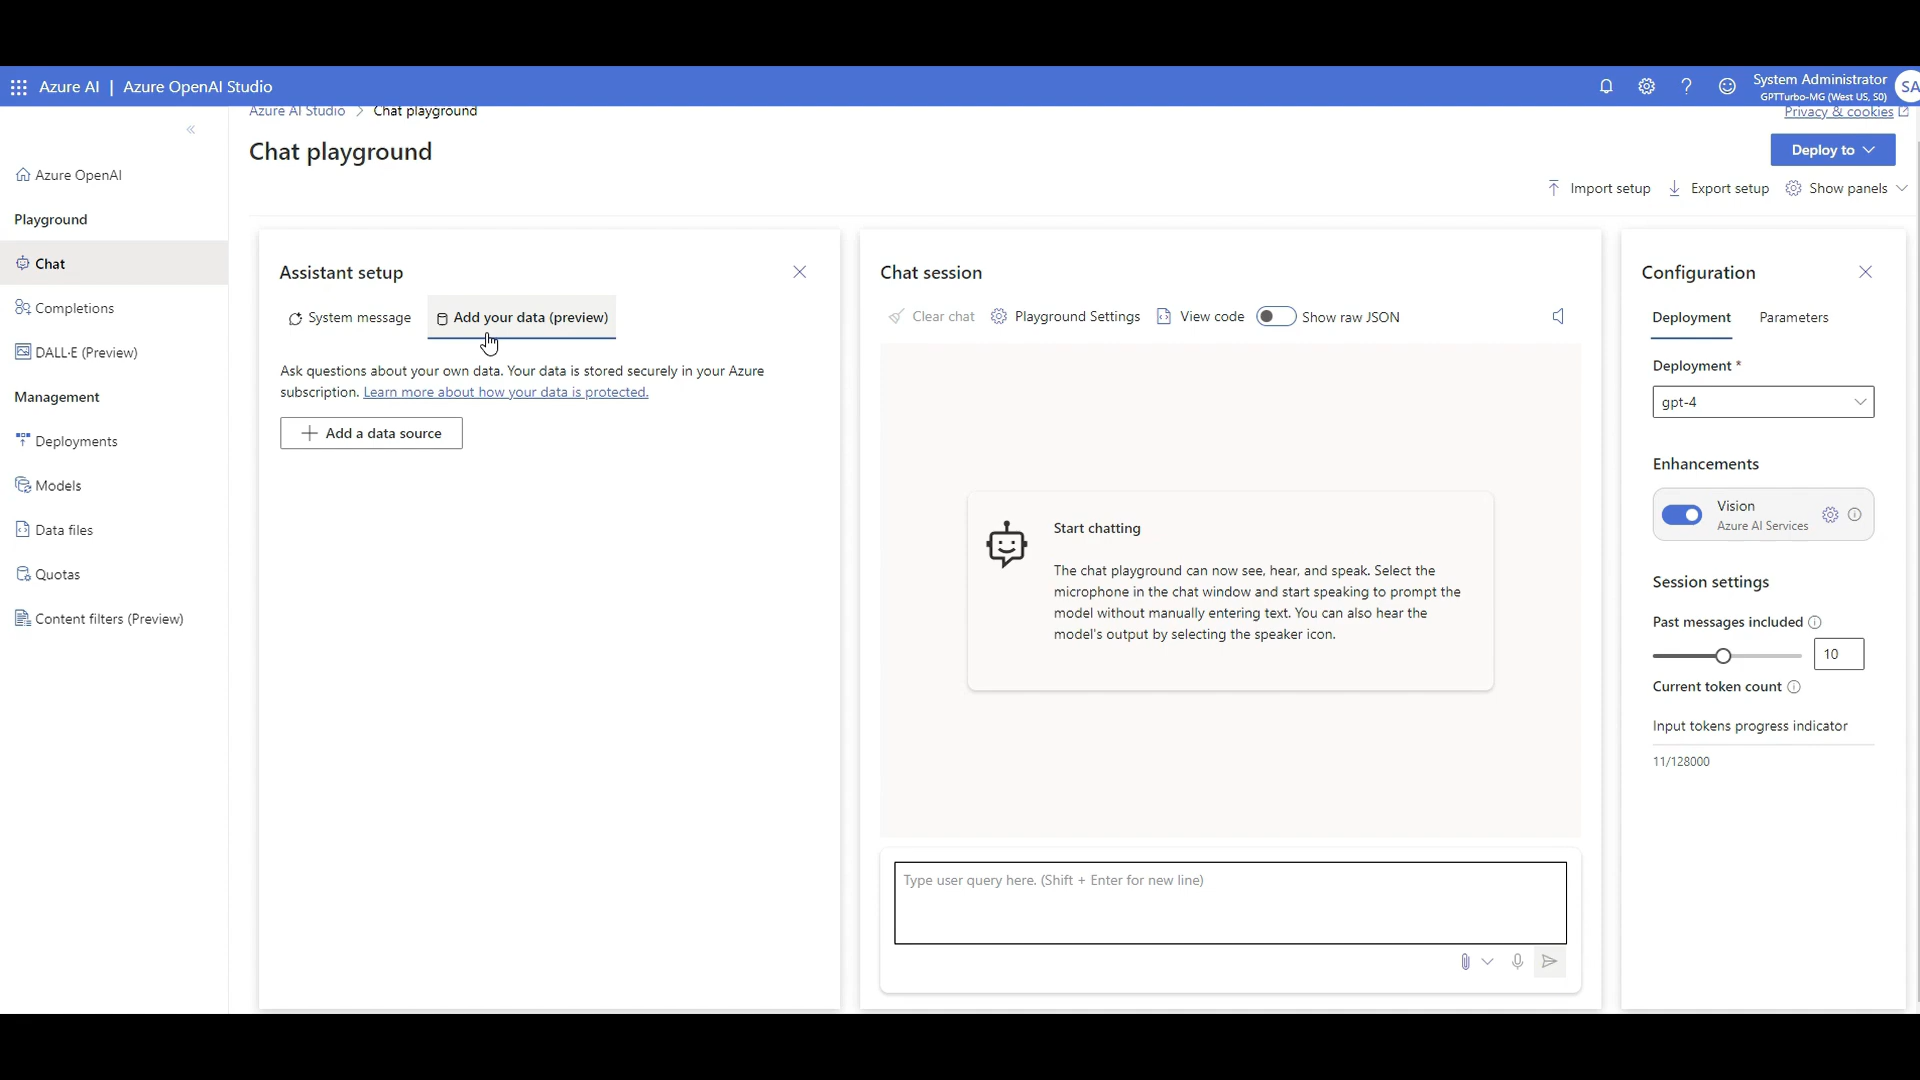 Azure AI | Azure OpenAI Studio
System Administrator
GPTTurbo-MG (West US, S0)
SA
Azure AI Studio > Chat playground
Privacy & cookies
Chat playground
Deploy to
Import setup
Export setup
Show panels
Azure OpenAI
Playground
Chat
Completions
DALL·E (Preview)
Management
Deployments
Models
Data files
Quotas
Content filters (Preview)
Assistant setup
System message
Add your data (preview)
Ask questions about your own data. Your data is stored securely in your Azure
subscription. Learn more about how your data is protected.
Add a data source
Chat session
Clear chat
Playground Settings
View code
Show raw JSON
Start chatting
The chat playground can now see, hear, and speak. Select the
microphone in the chat window and start speaking to prompt the
model without manually entering text. You can also hear the
model's output by selecting the speaker icon.
Type user query here. (Shift + Enter for new line)
Configuration
Deployment
Parameters
Deployment *
gpt-4
Enhancements
Vision
Azure AI Services
Session settings
Past messages included
10
Current token count
Input tokens progress indicator
11/128000